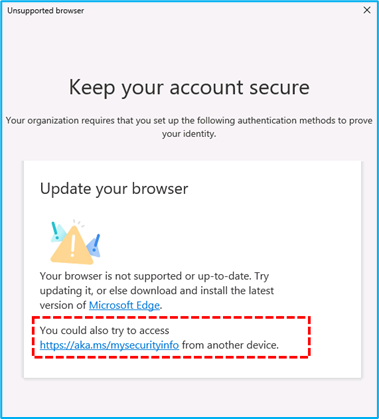 Unsupported browser
Keep your account secure
Your organization requires that you set up the following authentication methods to prove
your identity.
Update your browser
Your browser is not supported or up-to-date. Try
updating it, or else download and install the latest
version of Microsoft Edge.
You could also try to access
https://aka.ms/mysecurityinfo from another device.